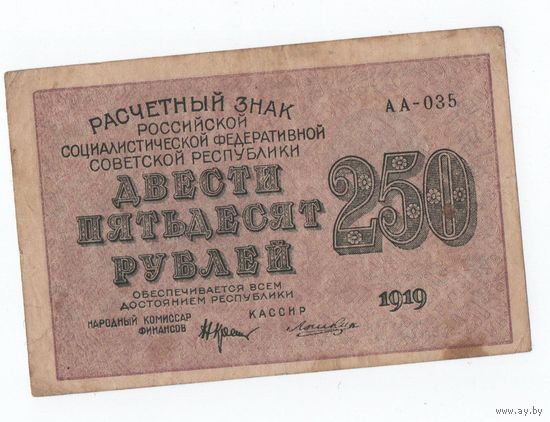 РАСЧЕТНЫЙ ЗНАК
РОССИЙСКОЙ
СОЦИАЛИСТИЧЕСКОЙ ФЕДЕРАТИВНОЙ
СОВЕТСКОЙ РЕСПУБЛИКИ
ДВЕСТИ
ПЯТЬДЕСЯТ
РУБЛЕЙ
АА-035
250
ОБЕСПЕЧИВАЕТСЯ ВСЕМ
ДОСТОЯНИЕМ РЕСПУБЛИКИ
1919
НАРОДНЫЙ КОМИССАР
ФИНАНСОВ
КАССИР
www.ay.by